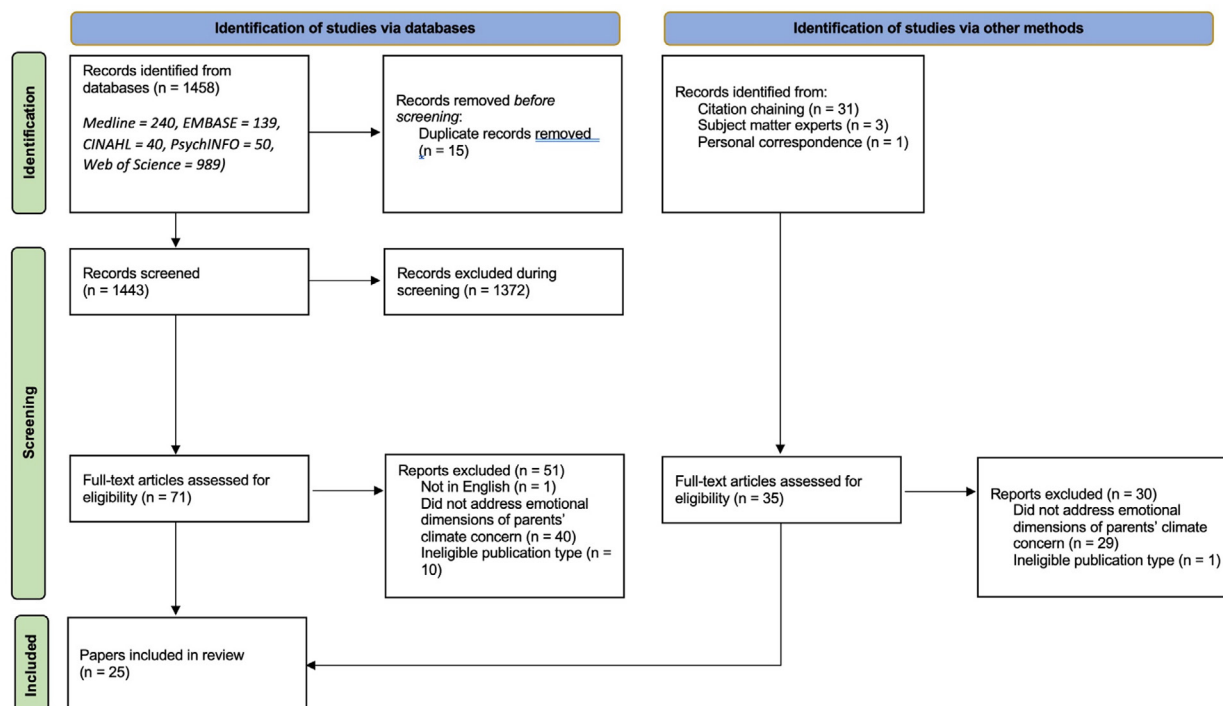 Identification of studies via databases
Identification of studies via other methods
Identification
Records identified from
databases (n = 1458)
Medline = 240, EMBASE = 139,
CINAHL = 40, PsychINFO = 50,
Web of Science = 989)
Records removed before
screening:
Duplicate records removed
(n = 15)
Records identified from:
Citation chaining (n = 31)
Subject matter experts (n = 3)
Personal correspondence (n = 1)
Screening
Records screened
(n = 1443)
Records excluded during
screening (n = 1372)
Full-text articles assessed for
eligibility (n = 71)
Reports excluded (n = 51)
Not in English (n = 1)
Did not address emotional
dimensions of parents’
climate concern (n = 40)
Ineligible publication type (n =
10)
Full-text articles assessed for
eligibility (n = 35)
Reports excluded (n = 30)
Did not address emotional
dimensions of parents’ climate
concern (n = 29)
Ineligible publication type (n = 1)
Included
Papers included in review
(n = 25)